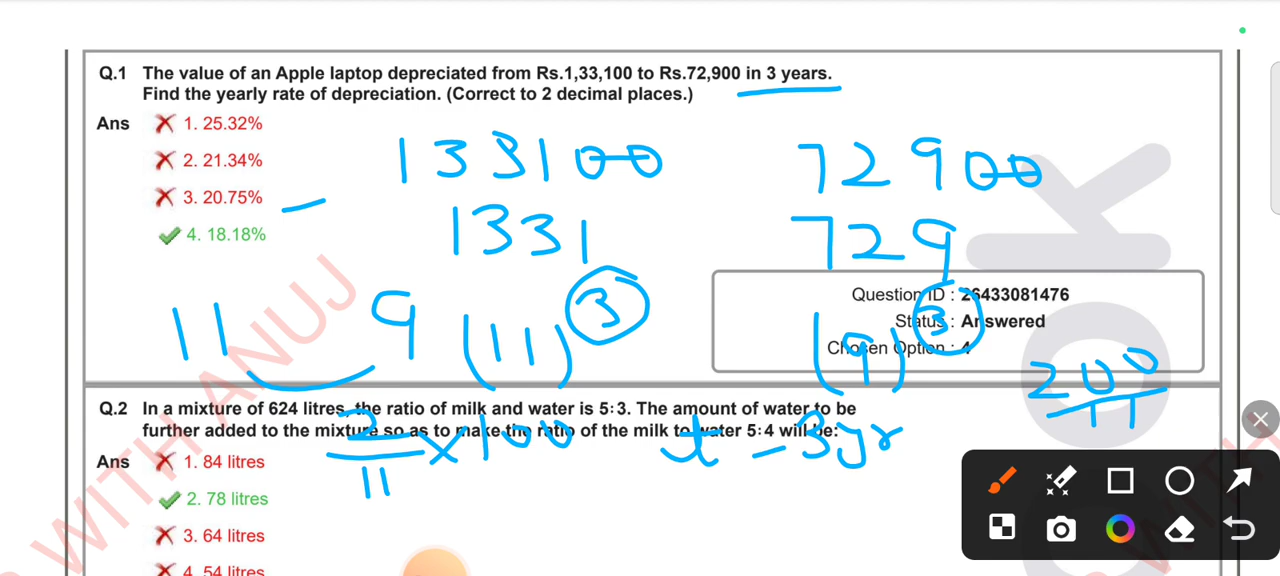 Q.1 The value of an Apple laptop depreciated from Rs.1,33,100 to Rs.72,900 in 3 years.
Find the yearly rate of depreciation. (Correct to 2 decimal places.)
Ans 1. 25.32%
2. 21.34%
3. 20.75%
4. 18.18%
133100 72900
1331 729
11 9 (11)³ (9)³
Question ID : 26433081476
Status : Answered
Chosen Option : 4
200/11
Q.2 In a mixture of 624 litres, the ratio of milk and water is 5:3. The amount of water to be
further added to the mixture so as to make the ratio of the milk to water 5:4 will be:
2/11 × 100 t - 3yr
Ans 1. 84 litres
2. 78 litres
3. 64 litres
4. 54 litres
WITH ANUJ
WITH
OK